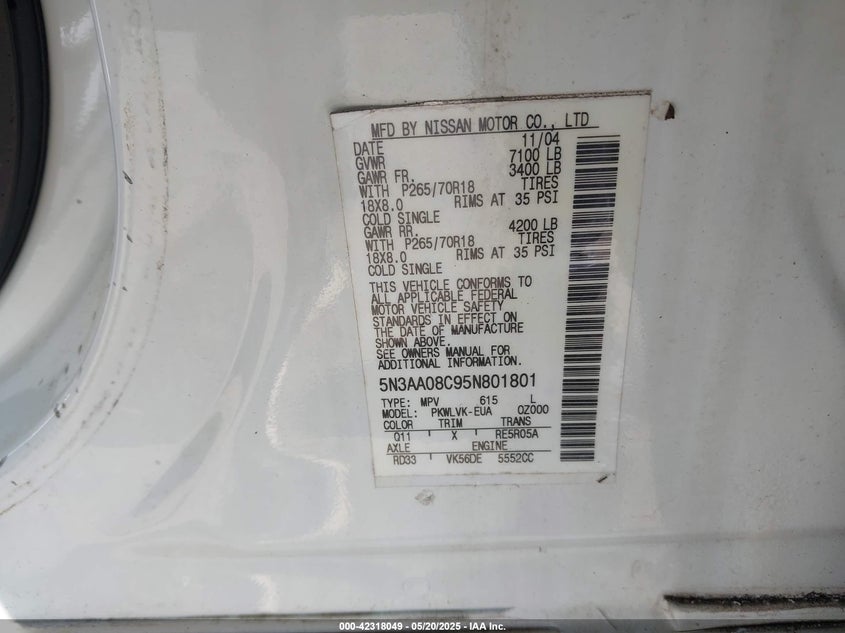 MFD BY NISSAN MOTOR CO., LTD
DATE 11/04
GVWR 7100 LB
GAWR FR. 3400 LB
WITH P265/70R18 TIRES
18X8.0 RIMS AT 35 PSI
COLD SINGLE
GAWR RR. 4200 LB
WITH P265/70R18 TIRES
18X8.0 RIMS AT 35 PSI
COLD SINGLE
THIS VEHICLE CONFORMS TO
ALL APPLICABLE FEDERAL
MOTOR VEHICLE SAFETY
STANDARDS IN EFFECT ON
THE DATE OF MANUFACTURE
SHOWN ABOVE.
SEE OWNERS MANUAL FOR
ADDITIONAL INFORMATION.
5N3AA08C95N801801
TYPE: MPV 615 L
MODEL: PKWLVK-EUA OZ000
COLOR TRIM TRANS
Q11 X RE5R05A
AXLE ENGINE
RD33 VK56DE 5552CC
000-42318049 — 05/20/2025 — IAA Inc.